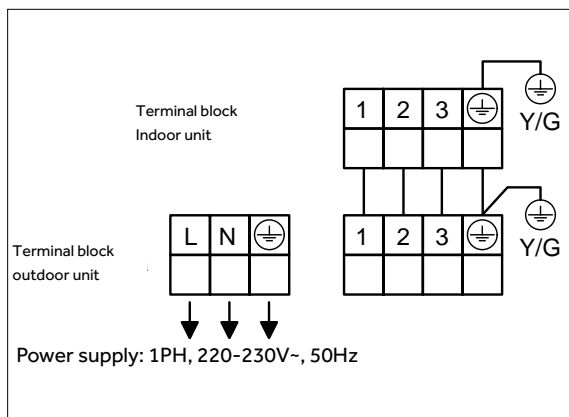 Terminal block
Indoor unit
1 2 3
Y/G
Terminal block
outdoor unit
L N
1 2 3
Y/G
Power supply: 1PH, 220-230V~, 50Hz